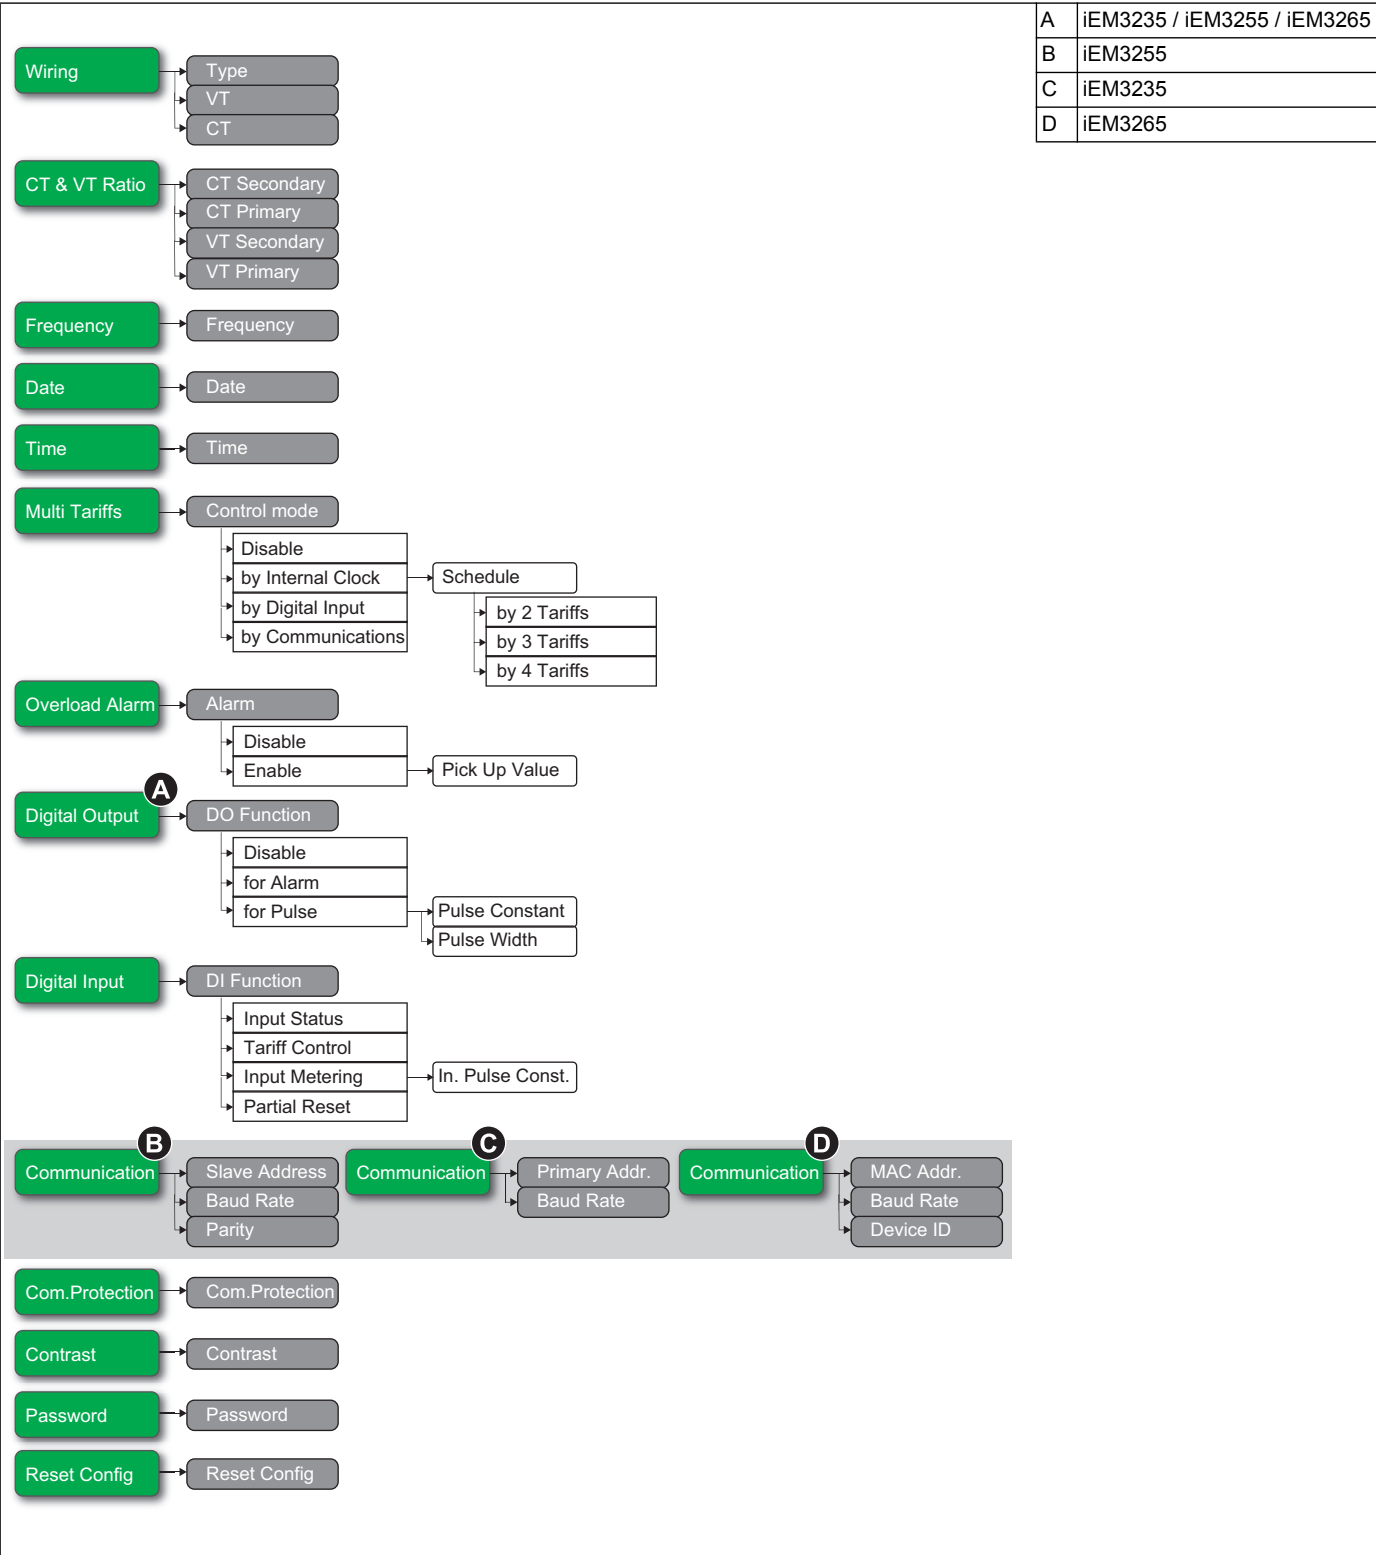 A iEM3235 / iEM3255 / iEM3265
B iEM3255
C iEM3235
D iEM3265
Wiring
Type
VT
CT
CT & VT Ratio
CT Secondary
CT Primary
VT Secondary
VT Primary
Frequency
Frequency
Date
Date
Time
Time
Multi Tariffs
Control mode
Disable
by Internal Clock
Schedule
by Digital Input
by Communications
by 2 Tariffs
by 3 Tariffs
by 4 Tariffs
Overload Alarm
Alarm
Disable
Enable
Pick Up Value
A
Digital Output
DO Function
Disable
for Alarm
for Pulse
Pulse Constant
Pulse Width
Digital Input
DI Function
Input Status
Tariff Control
Input Metering
In. Pulse Const.
Partial Reset
B
Communication
Slave Address
Baud Rate
Parity
C
Communication
Primary Addr.
Baud Rate
D
Communication
MAC Addr.
Baud Rate
Device ID
Com.Protection
Com.Protection
Contrast
Contrast
Password
Password
Reset Config
Reset Config